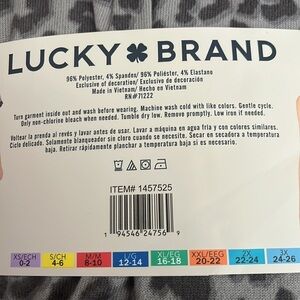 LUCKY BRAND
96% Polyester, 4% Spandex/ 96% Poliéster, 4% Elastano
Exclusive of Decoration/ Exclusivo de decoración
Made in Vietnam/ Hecho en Vietnam
RN#71222
Turn garment inside out and wash before wearing. Machine wash cold with like colors. Gentle cycle.
Only non-chlorine bleach when needed. Tumble dry low. Remove promptly. Low iron if needed.
Voltear la prenda al revés y lavar antes de usar. Lavar a máquina en agua fría y con colores similares.
Ciclo delicado. Solamente blanqueador sin cloro cuando es necesario. Secar en secadora a temperatura
baja. Retirar rápidamente planchar a temperatura baja si es necesario.
ITEM# 1457525
1 94546 24756 9
XS/ECH S/CH M/M L/G XL/EG XXL/EEG 2X 3X
0-2 4-6 8-10 12-14 16-18 20-22 22-24 24-26